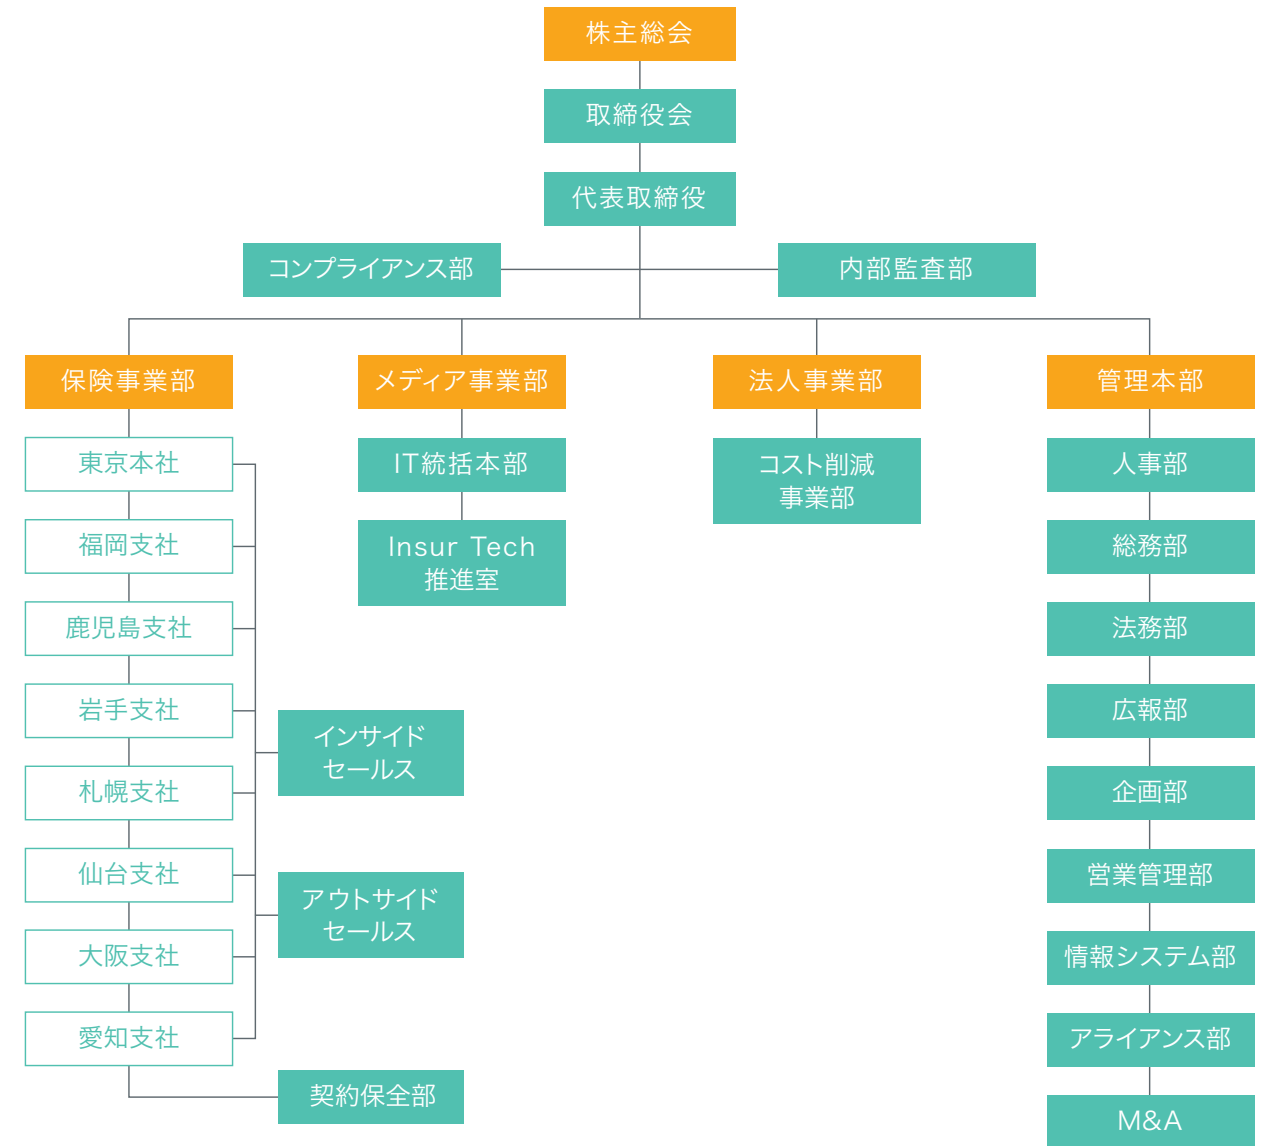 株主総会
取締役会
代表取締役
コンプライアンス部
内部監査部
保険事業部
メディア事業部
法人事業部
管理本部
東京本社
福岡支社
鹿児島支社
岩手支社
札幌支社
仙台支社
大阪支社
愛知支社
インサイド
セールス
アウトサイド
セールス
契約保全部
IT統括本部
Insur Tech
推進室
コスト削減
事業部
人事部
総務部
法務部
広報部
企画部
営業管理部
情報システム部
アライアンス部
M&A